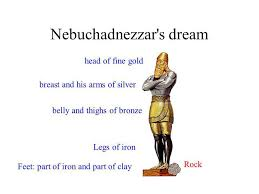 Nebuchadnezzar's dream
head of fine gold
breast and his arms of silver
belly and thighs of bronze
Legs of iron
Feet: part of iron and part of clay
Rock